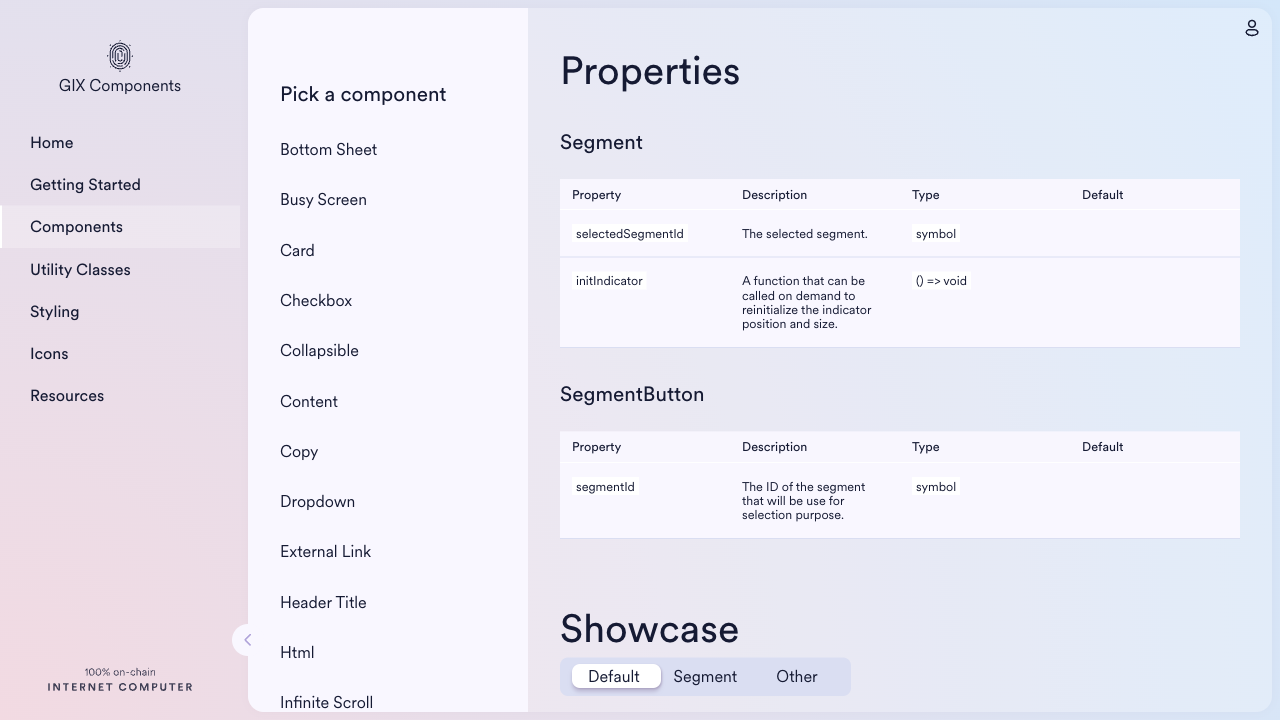 GIX Components
Home
Getting Started
Components
Utility Classes
Styling
Icons
Resources
100% on-chain
INTERNET COMPUTER
Pick a component
Bottom Sheet
Busy Screen
Card
Checkbox
Collapsible
Content
Copy
Dropdown
External Link
Header Title
Html
Infinite Scroll
Properties
Segment
Property Description Type Default
selectedSegmentId The selected segment. symbol
initIndicator A function that can be () => void
called on demand to
reinitialize the indicator
position and size.
SegmentButton
Property Description Type Default
segmentId The ID of the segment symbol
that will be use for
selection purpose.
Showcase
Default Segment Other